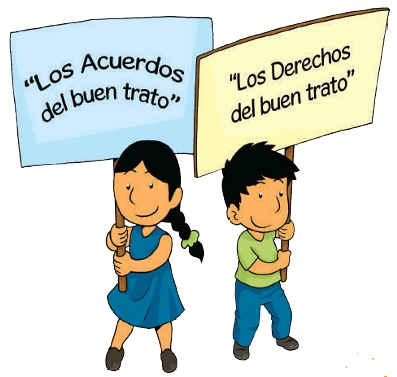 “Los Acuerdos
del buen trato”
“Los Derechos
del buen trato”